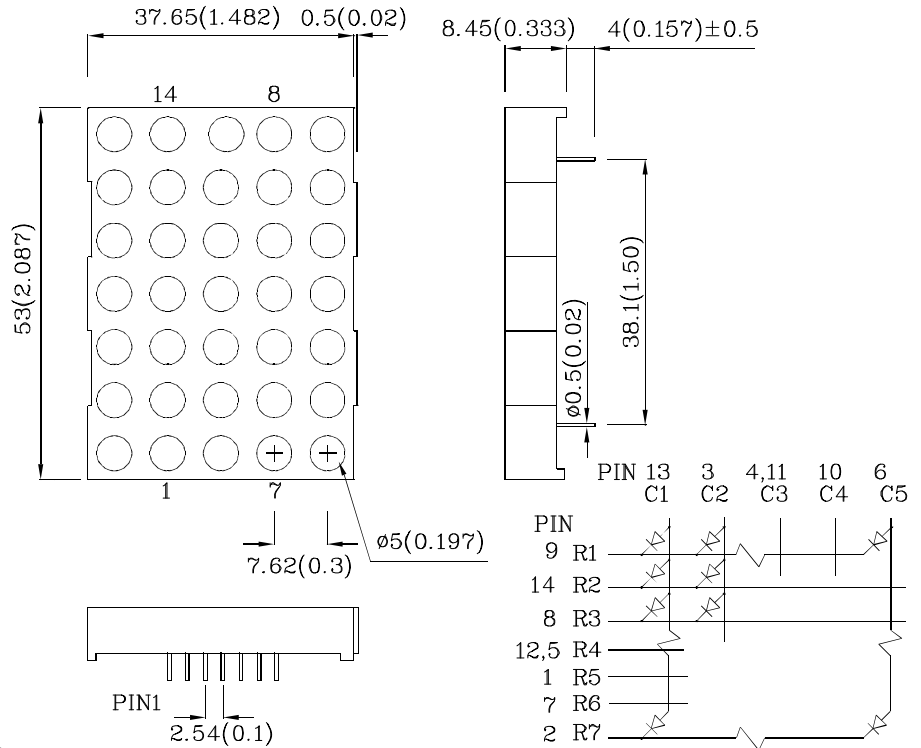 37.65(1.482) 0.5(0.02)
8.45(0.333) 4(0.157)±0.5
14 8
53(2.087)
38.1(1.50)
ø0.5(0.02)
1 7
ø5(0.197)
7.62(0.3)
PIN 13 3 4,11 10 6
C1 C2 C3 C4 C5
PIN
9 R1
14 R2
8 R3
12,5 R4
1 R5
7 R6
2 R7
PIN1
2.54(0.1)